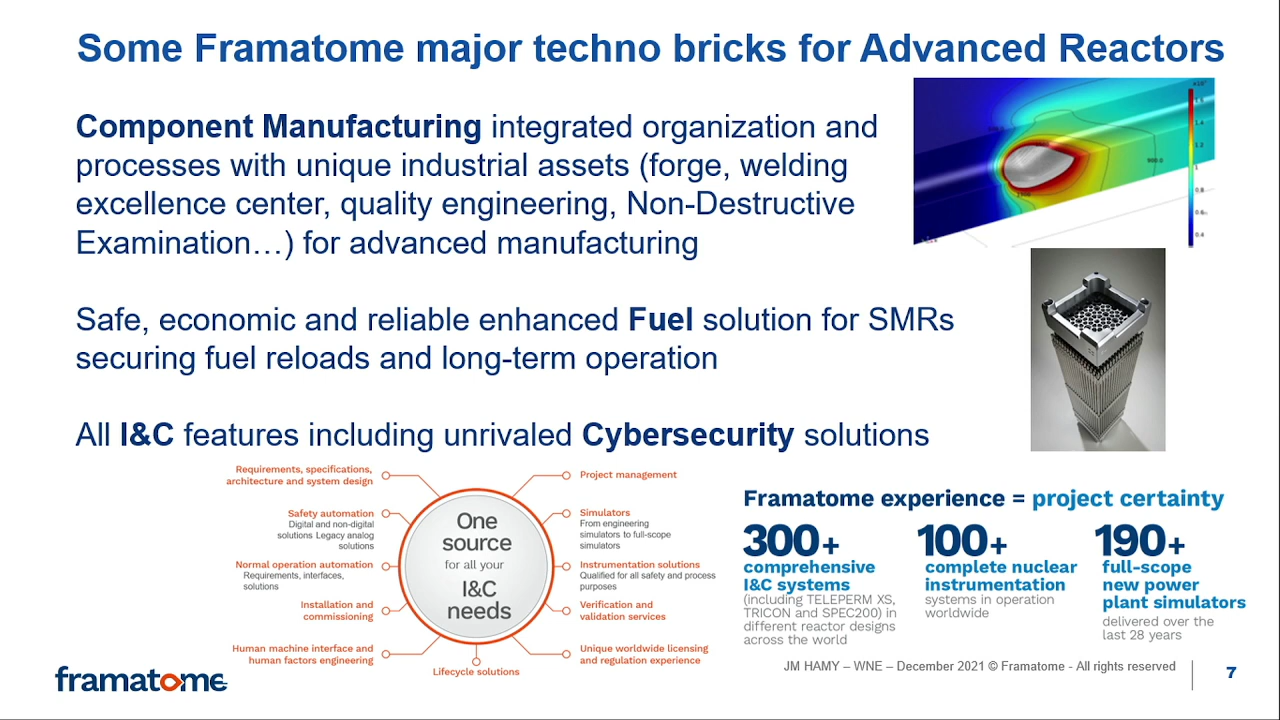 Some Framatome major techno bricks for Advanced Reactors
Component Manufacturing integrated organization and
processes with unique industrial assets (forge, welding
excellence center, quality engineering, Non-Destructive
Examination…) for advanced manufacturing
Safe, economic and reliable enhanced Fuel solution for SMRs
securing fuel reloads and long-term operation
All I&C features including unrivaled Cybersecurity solutions
Requirements, specifications,
architecture and system design
Safety automation
Digital and non-digital
solutions Legacy analog
solutions
Normal operation automation
Requirements, interfaces,
solutions
Installation and
commissioning
Human machine interface and
human factors engineering
One
source
for all your
I&C
needs
Lifecycle solutions
Project management
Simulators
From engineering
simulators to full-scope
simulators
Instrumentation solutions
Qualified for all safety and process
purposes
Verification and
validation services
Unique worldwide licensing
and regulation experience
Framatome experience = project certainty
300+
comprehensive
I&C systems
(including TELEPERM XS,
TRICON and SPEC200) in
different reactor designs
across the world
100+
complete nuclear
instrumentation
systems in operation
worldwide
190+
full-scope
new power
plant simulators
delivered over the
last 28 years
framatome
JM HAMY – WNE – December 2021 © Framatome - All rights reserved
7